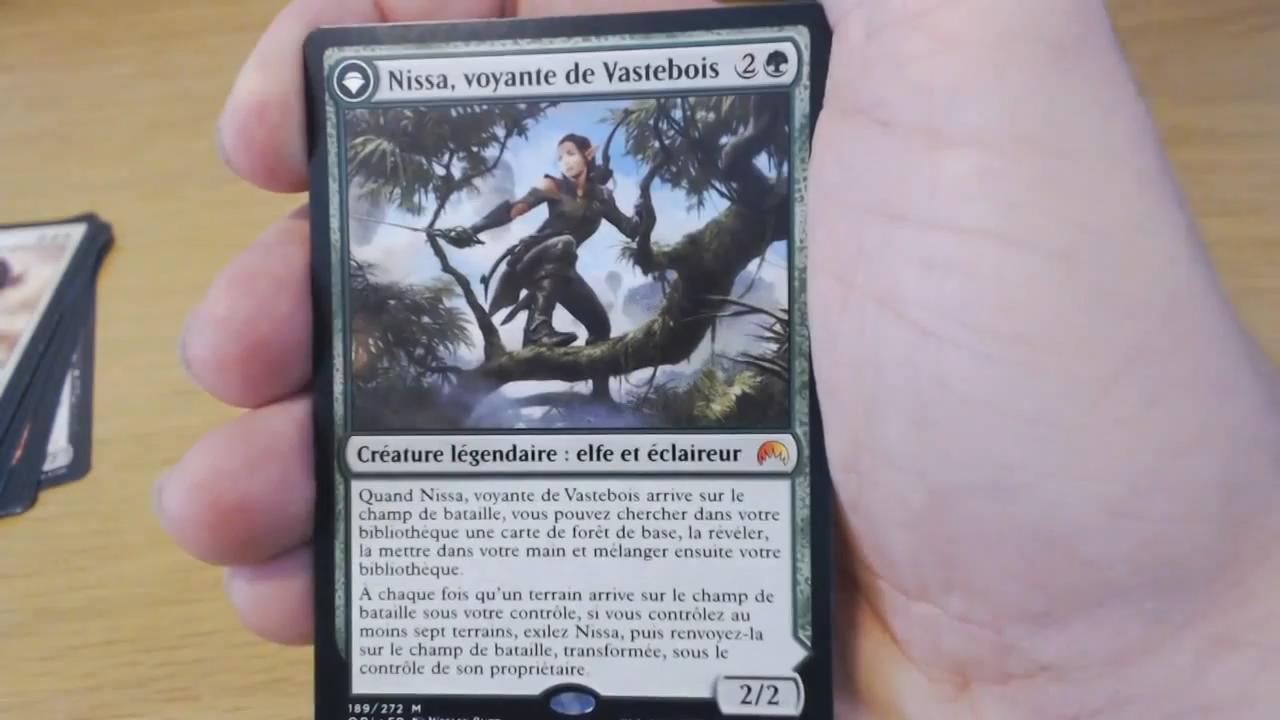 Nissa, voyante de Vastebois 2
Créature légendaire : elfe et éclaireur
Quand Nissa, voyante de Vastebois arrive sur le
champ de bataille, vous pouvez chercher dans votre
bibliothèque une carte de forêt de base, la révéler,
la mettre dans votre main et mélanger ensuite votre
bibliothèque.
À chaque fois qu'un terrain arrive sur le champ de
bataille sous votre contrôle, si vous contrôlez au
moins sept terrains, exilez Nissa, puis renvoyez-la
sur le champ de bataille, transformée, sous le
contrôle de son propriétaire.
2/2
189/272 M